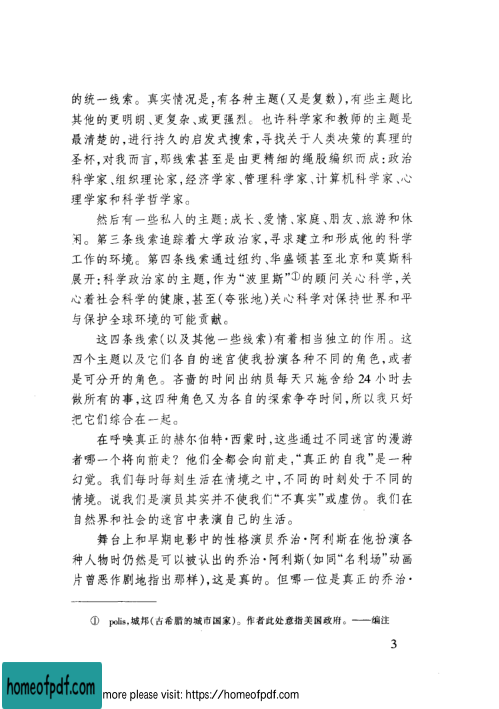 的统一线索。真实情况是,有各种主题(又是复数),有些主题比
其他的更明朗、更复杂、或更强烈。也许科学家和教师的主题是
最清楚的,进行持久的启发式搜索,寻找关于人类决策的真理的
圣杯,对我而言,那线索甚至是由更精细的绳股编织而成:政治
科学家、组织理论家,经济学家、管理科学家、计算机科学家、心
理学家和科学哲学家。
然后有一些私人的主题:成长、爱情、家庭、朋友、旅游和休
闲。第三条线索追踪着大学政治家,寻求建立和形成他的科学
工作的环境。第四条线索通过纽约、华盛顿甚至北京和莫斯科
展开:科学政治家的主题,作为“波里斯”①的顾问关心科学,关
心着社会科学的健康,甚至(夸张地)关心科学对保持世界和平
与保护全球环境的可能贡献。
这四条线索(以及其他一些线索)有着相当独立的作用。这
四个主题以及它们各自的迷宫使我扮演各种不同的角色,或者
是可分开的角色。吝啬的时间出纳员每天只施舍给 24 小时去
做所有的事,这四种角色又为各自的探索争夺时间,所以我只好
把它们综合在一起。
在呼唤真正的赫尔伯特·西蒙时,这些通过不同迷宫的漫游
者哪一个将向前走?他们全都会向前走,“真正的自我”是一种
幻觉。我们每时每刻生活在情境之中,不同的时刻处于不同的
情境。说我们是演员其实并不使我们“不真实”或虚伪。我们在
自然界和社会的迷宫中表演自己的生活。
舞台上和早期电影中的性格演员乔治·阿利斯在他扮演各
种人物时仍然是可以被认出的乔治·阿利斯(如同“名利场”动画
片曾恶作剧地指出那样),这是真的。但哪一位是真正的乔治·
① polis,城邦(古希腊的城市国家)。作者此处意指美国政府。——编注
3
homeofpdf.com
more please visit: https://homeofpdf.com